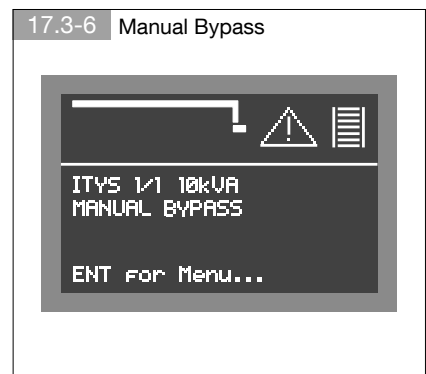 17.3-6 Manual Bypass
ITYS 1/1 10kVA
MANUAL BYPASS
ENT for Menu...